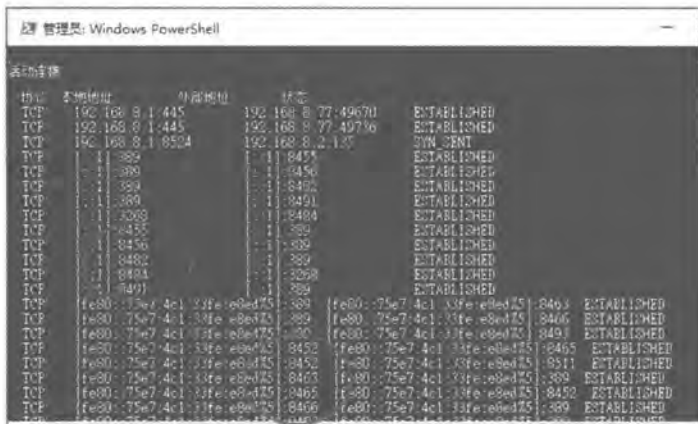 管理员: Windows PowerShell
活动连接
协议 本地地址 外部地址 状态
TCP 192.168.8.1:445 192.168.8.77:49670 ESTABLISHED
TCP 192.168.8.1:445 192.168.8.77:49736 ESTABLISHED
TCP 192.168.8.1:8524 192.168.8.2:135 SYN_SENT
TCP [::1]:389 [::1]:8455 ESTABLISHED
TCP [::1]:389 [::1]:8456 ESTABLISHED
TCP [::1]:389 [::1]:8482 ESTABLISHED
TCP [::1]:389 [::1]:8491 ESTABLISHED
TCP [::1]:3268 [::1]:8484 ESTABLISHED
TCP [::1]:8455 [::1]:389 ESTABLISHED
TCP [::1]:8456 [::1]:389 ESTABLISHED
TCP [::1]:8482 [::1]:389 ESTABLISHED
TCP [::1]:8484 [::1]:3268 ESTABLISHED
TCP [::1]:8491 [::1]:389 ESTABLISHED
TCP [fe80::75e7:4c1:33fe:e8ed%5]:389 [fe80::75e7:4c1:33fe:e8ed%5]:8463 ESTABLISHED
TCP [fe80::75e7:4c1:33fe:e8ed%5]:389 [fe80::75e7:4c1:33fe:e8ed%5]:8466 ESTABLISHED
TCP [fe80::75e7:4c1:33fe:e8ed%5]:389 [fe80::75e7:4c1:33fe:e8ed%5]:8493 ESTABLISHED
TCP [fe80::75e7:4c1:33fe:e8ed%5]:8452 [fe80::75e7:4c1:33fe:e8ed%5]:8465 ESTABLISHED
TCP [fe80::75e7:4c1:33fe:e8ed%5]:8452 [fe80::75e7:4c1:33fe:e8ed%5]:8511 ESTABLISHED
TCP [fe80::75e7:4c1:33fe:e8ed%5]:8463 [fe80::75e7:4c1:33fe:e8ed%5]:389 ESTABLISHED
TCP [fe80::75e7:4c1:33fe:e8ed%5]:8465 [fe80::75e7:4c1:33fe:e8ed%5]:8452 ESTABLISHED
TCP [fe80::75e7:4c1:33fe:e8ed%5]:8466 [fe80::75e7:4c1:33fe:e8ed%5]:389 ESTABLISHED